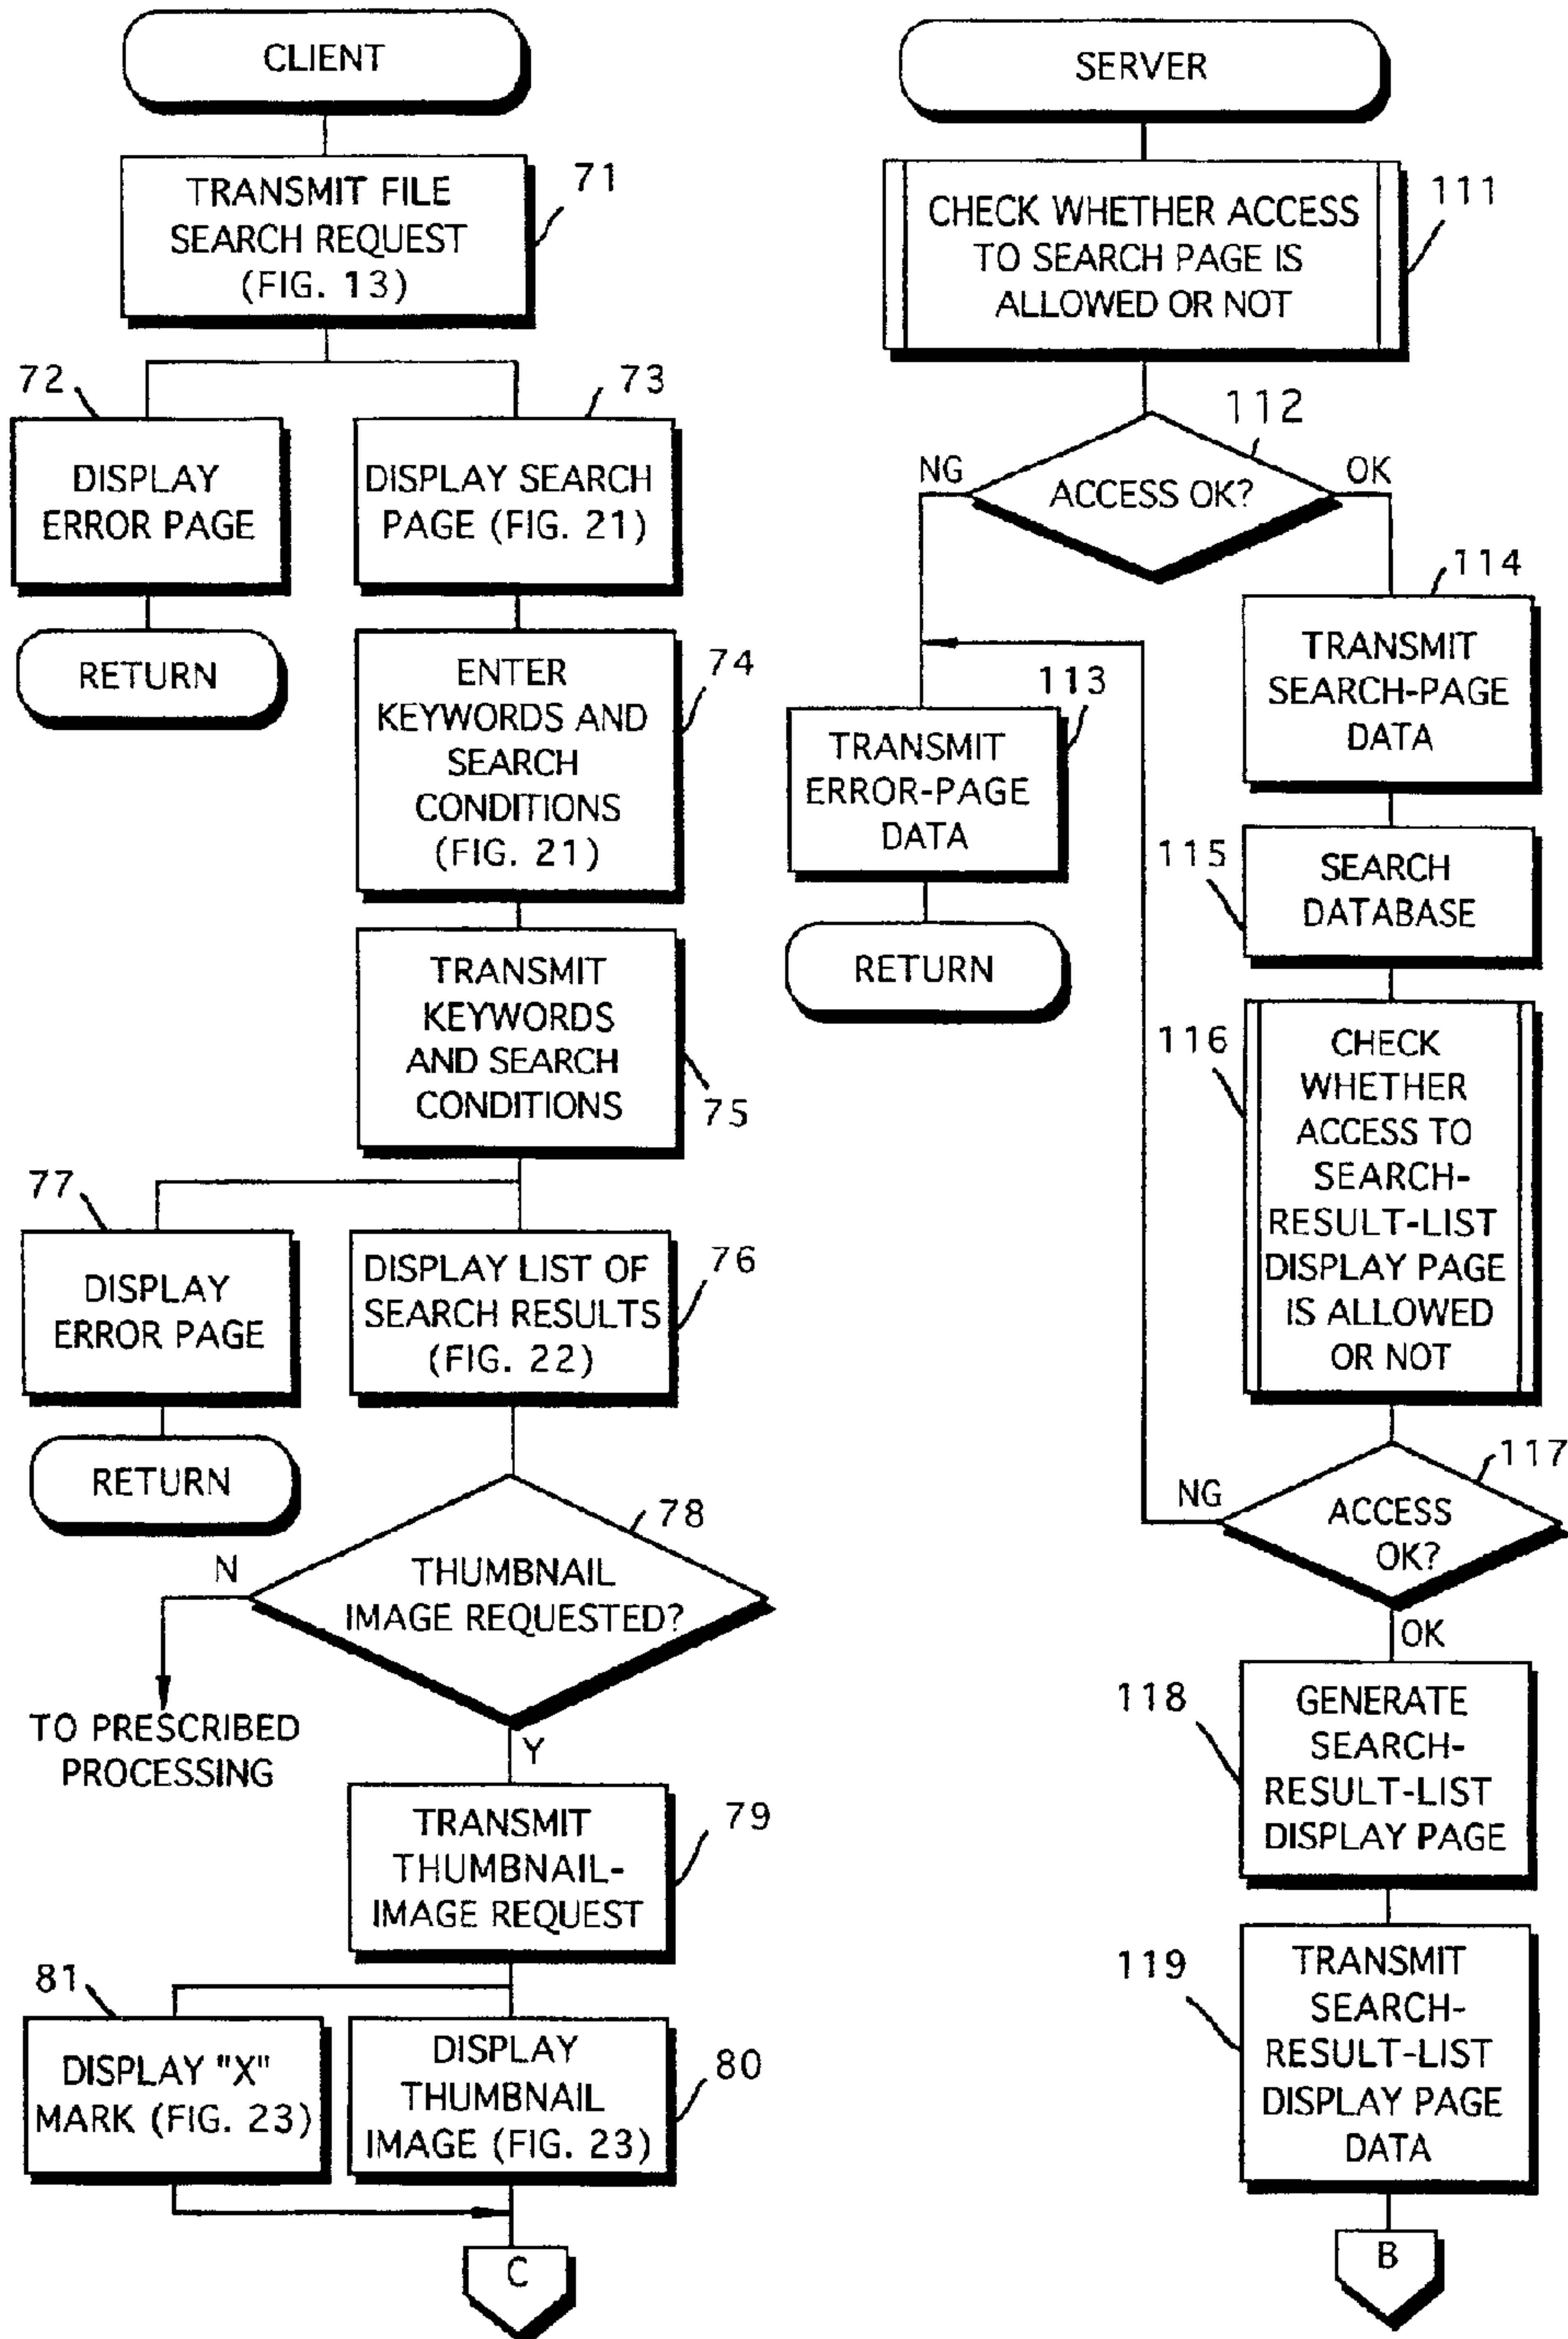 CLIENT
TRANSMIT FILE
SEARCH REQUEST
(FIG. 13)
71
72
DISPLAY
ERROR PAGE
RETURN
73
DISPLAY SEARCH
PAGE (FIG. 21)
ENTER
KEYWORDS AND
SEARCH
CONDITIONS
(FIG. 21)
74
TRANSMIT
KEYWORDS
AND SEARCH
CONDITIONS
75
77
DISPLAY
ERROR PAGE
RETURN
DISPLAY LIST OF
SEARCH RESULTS
(FIG. 22)
76
78
THUMBNAIL
IMAGE REQUESTED?
N
TO PRESCRIBED
PROCESSING
Y
TRANSMIT
THUMBNAIL-
IMAGE REQUEST
79
81
DISPLAY "X"
MARK (FIG. 23)
DISPLAY
THUMBNAIL
IMAGE (FIG. 23)
80
C
SERVER
CHECK WHETHER ACCESS
TO SEARCH PAGE IS
ALLOWED OR NOT
111
112
NG
ACCESS OK?
OK
113
TRANSMIT
ERROR-PAGE
DATA
RETURN
114
TRANSMIT
SEARCH-PAGE
DATA
115
SEARCH
DATABASE
116
CHECK
WHETHER
ACCESS TO
SEARCH-
RESULT-LIST
DISPLAY PAGE
IS ALLOWED
OR NOT
117
NG
ACCESS
OK?
OK
118
GENERATE
SEARCH-
RESULT-LIST
DISPLAY PAGE
119
TRANSMIT
SEARCH-
RESULT-LIST
DISPLAY PAGE
DATA
B